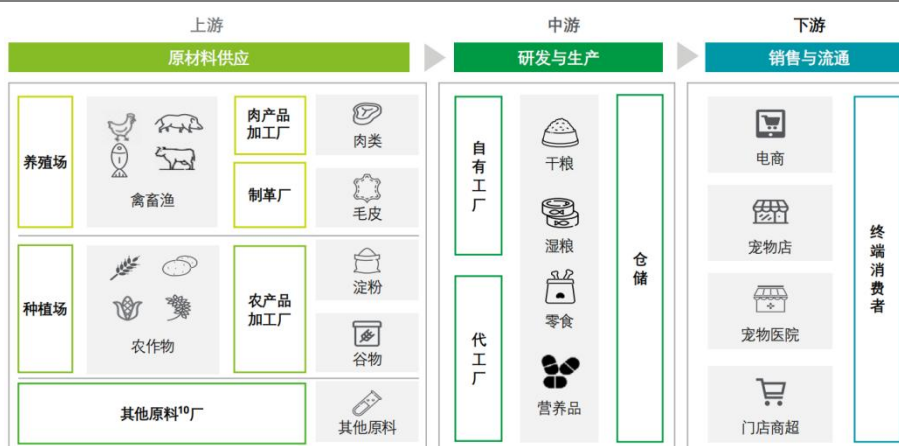 上游
中游
下游
原材料供应
研发与生产
销售与流通
养殖场
禽畜渔
肉产品
加工厂
肉类
制革厂
毛皮
种植场
农作物
农产品
加工厂
淀粉
谷物
其他原料¹⁰厂
其他原料
自有工厂
代工厂
干粮
湿粮
零食
营养品
仓储
电商
宠物店
宠物医院
门店商超
终端消费者